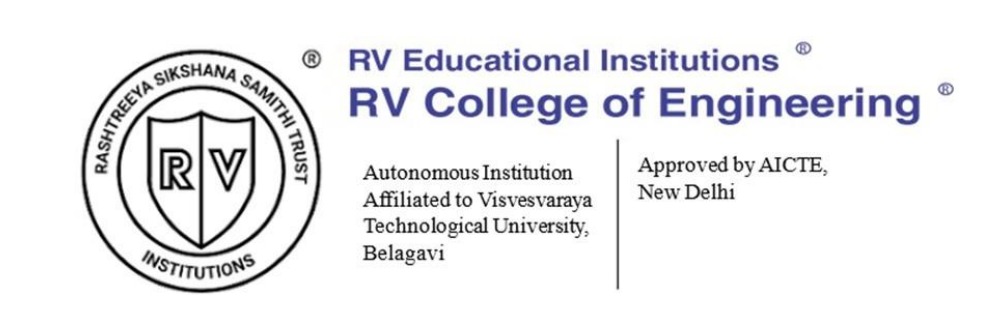 RASHTREEYA SIKSHANA SAMITHI TRUST
RV
INSTITUTIONS
®
RV Educational Institutions ®
RV College of Engineering ®
Autonomous Institution
Affiliated to Visvesvaraya
Technological University,
Belagavi
Approved by AICTE,
New Delhi